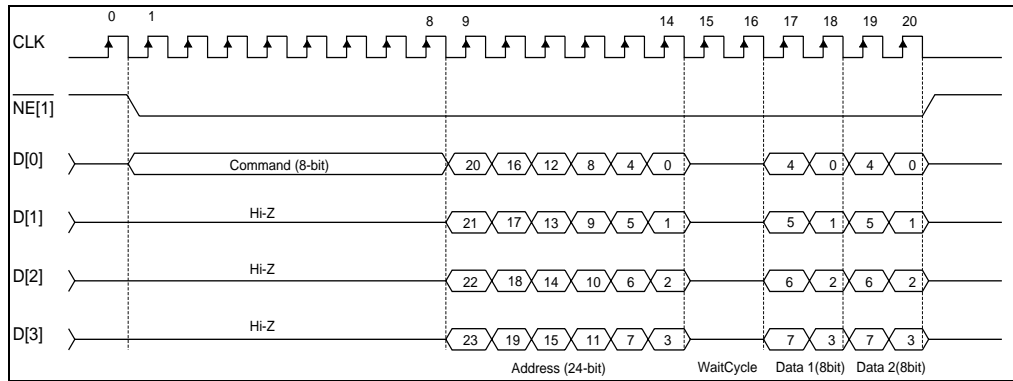 0 1 8 9 14 15 16 17 18 19 20
CLK
NE[1]
D[0] Command (8-bit) 20 16 12 8 4 0 4 0 4 0
D[1] Hi-Z 21 17 13 9 5 1 5 1 5 1
D[2] Hi-Z 22 18 14 10 6 2 6 2 6 2
D[3] Hi-Z 23 19 15 11 7 3 7 3 7 3
Address (24-bit) WaitCycle Data 1(8bit) Data 2(8bit)